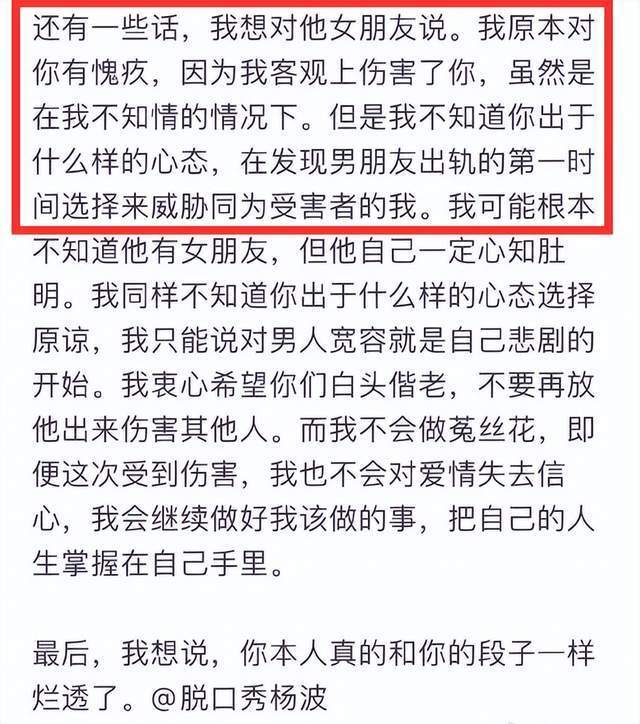 还有一些话，我想对他女朋友说。我原本对
你有愧疚，因为我客观上伤害了你，虽然是
在我不知情的情况下。但是我不知道你出于
什么样的心态，在发现男朋友出轨的第一时
间选择来威胁同为受害者的我。我可能根本
不知道他有女朋友，但他自己一定心知肚
明。我同样不知道你出于什么样的心态选择
原谅，我只能说对男人宽容就是自己悲剧的
开始。我衷心希望你们白头偕老，不要再放
他出来伤害其他人。而我不会做菟丝花，即
便这次受到伤害，我也不会对爱情失去信
心，我会继续做好我该做的事，把自己的人
生掌握在自己手里。
最后，我想说，你本人真的和你的段子一样
烂透了。@脱口秀杨波